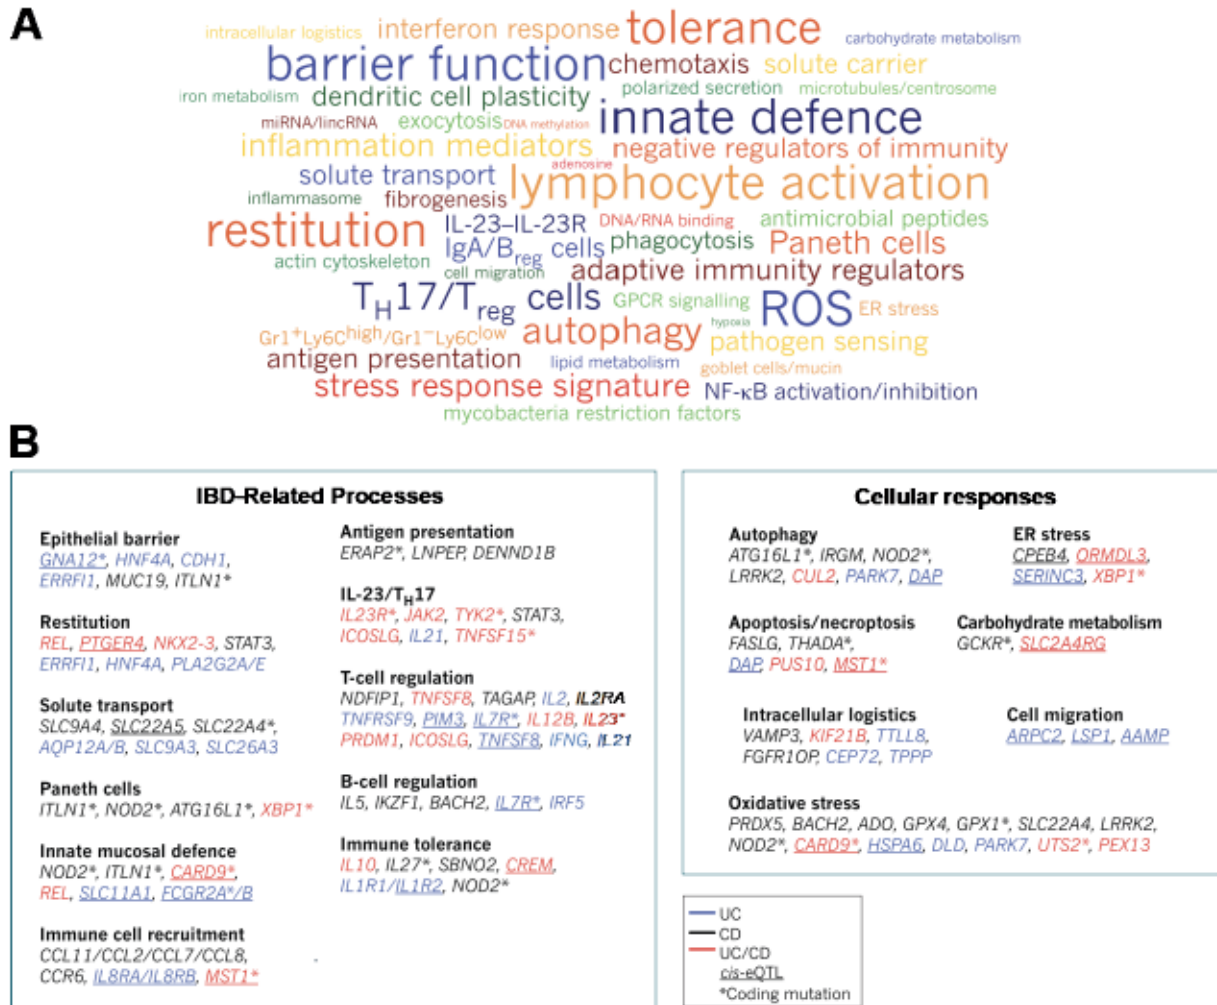 A
intracellular logistics interferon response tolerance carbohydrate metabolism
barrier function chemotaxis solute carrier
iron metabolism dendritic cell plasticity polarized secretion microtubules/centrosome
miRNA/lincRNA exocytosis DNA methylation innate defence
inflammation mediators negative regulators of immunity
adenosine
solute transport lymphocyte activation
inflammasome fibrogenesis
restitution IL-23–IL-23R DNA/RNA binding antimicrobial peptides
IgA/Breg cells phagocytosis Paneth cells
actin cytoskeleton cell migration adaptive immunity regulators
TH17/Treg cells GPCR signalling ROS ER stress
Gr1+Ly6Chigh/Gr1−Ly6Clow autophagy hypoxia pathogen sensing
antigen presentation lipid metabolism goblet cells/mucin
stress response signature NF-κB activation/inhibition
mycobacteria restriction factors
B
IBD-Related Processes
Epithelial barrier
GNA12*, HNF4A, CDH1,
ERRFI1, MUC19, ITLN1*
Restitution
REL, PTGER4, NKX2-3, STAT3,
ERRFI1, HNF4A, PLA2G2A/E
Solute transport
SLC9A4, SLC22A5, SLC22A4*,
AQP12A/B, SLC9A3, SLC26A3
Paneth cells
ITLN1*, NOD2*, ATG16L1*, XBP1*
Innate mucosal defence
NOD2*, ITLN1*, CARD9*,
REL, SLC11A1, FCGR2A*/B
Immune cell recruitment
CCL11/CCL2/CCL7/CCL8,
CCR6, IL8RA/IL8RB, MST1*
Antigen presentation
ERAP2*, LNPEP, DENND1B
IL-23/TH17
IL23R*, JAK2, TYK2*, STAT3,
ICOSLG, IL21, TNFSF15*
T-cell regulation
NDFIP1, TNFSF8, TAGAP, IL2, IL2RA
TNFRSF9, PIM3, IL7R*, IL12B, IL23*
PRDM1, ICOSLG, TNFSF8, IFNG, IL21
B-cell regulation
IL5, IKZF1, BACH2, IL7R*, IRF5
Immune tolerance
IL10, IL27*, SBNO2, CREM,
IL1R1/IL1R2, NOD2*
Cellular responses
Autophagy
ATG16L1*, IRGM, NOD2*,
LRRK2, CUL2, PARK7, DAP
ER stress
CPEB4, ORMDL3,
SERINC3, XBP1*
Apoptosis/necroptosis
FASLG, THADA*,
DAP, PUS10, MST1*
Carbohydrate metabolism
GCKR*, SLC2A4RG
Intracellular logistics
VAMP3, KIF21B, TTLL8,
FGFR1OP, CEP72, TPPP
Cell migration
ARPC2, LSP1, AAMP
Oxidative stress
PRDX5, BACH2, ADO, GPX4, GPX1*, SLC22A4, LRRK2,
NOD2*, CARD9*, HSPA6, DLD, PARK7, UTS2*, PEX13
UC
CD
UC/CD
cis-eQTL
*Coding mutation